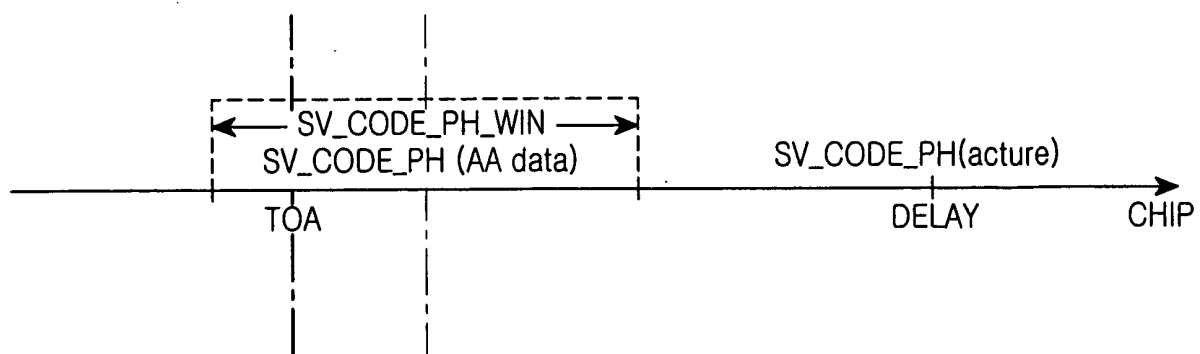 SV_CODE_PH_WIN
SV_CODE_PH (AA data)
SV_CODE_PH(acture)
TOA
DELAY
CHIP